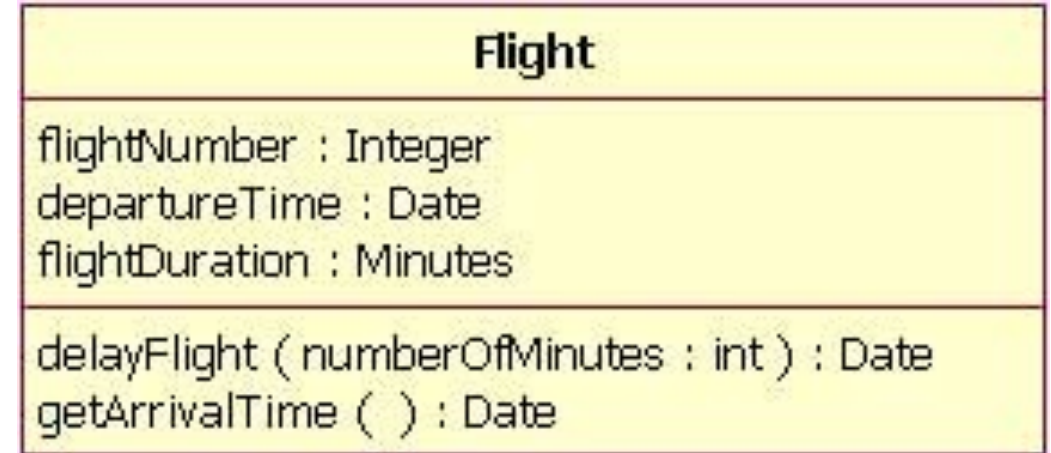 Flight
flightNumber : Integer
departureTime : Date
flightDuration : Minutes
delayFlight ( numberOfMinutes : int ) : Date
getArrivalTime ( ) : Date